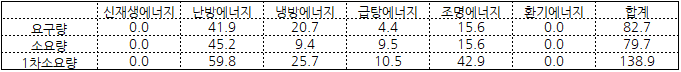 신재생에너지 난방에너지 냉방에너지 급탕에너지 조명에너지 환기에너지 합계
요구량 0.0 41.9 20.7 4.4 15.6 0.0 82.7
소요량 0.0 45.2 9.4 9.5 15.6 0.0 79.7
1차소요량 0.0 59.8 25.7 10.5 42.9 0.0 138.9